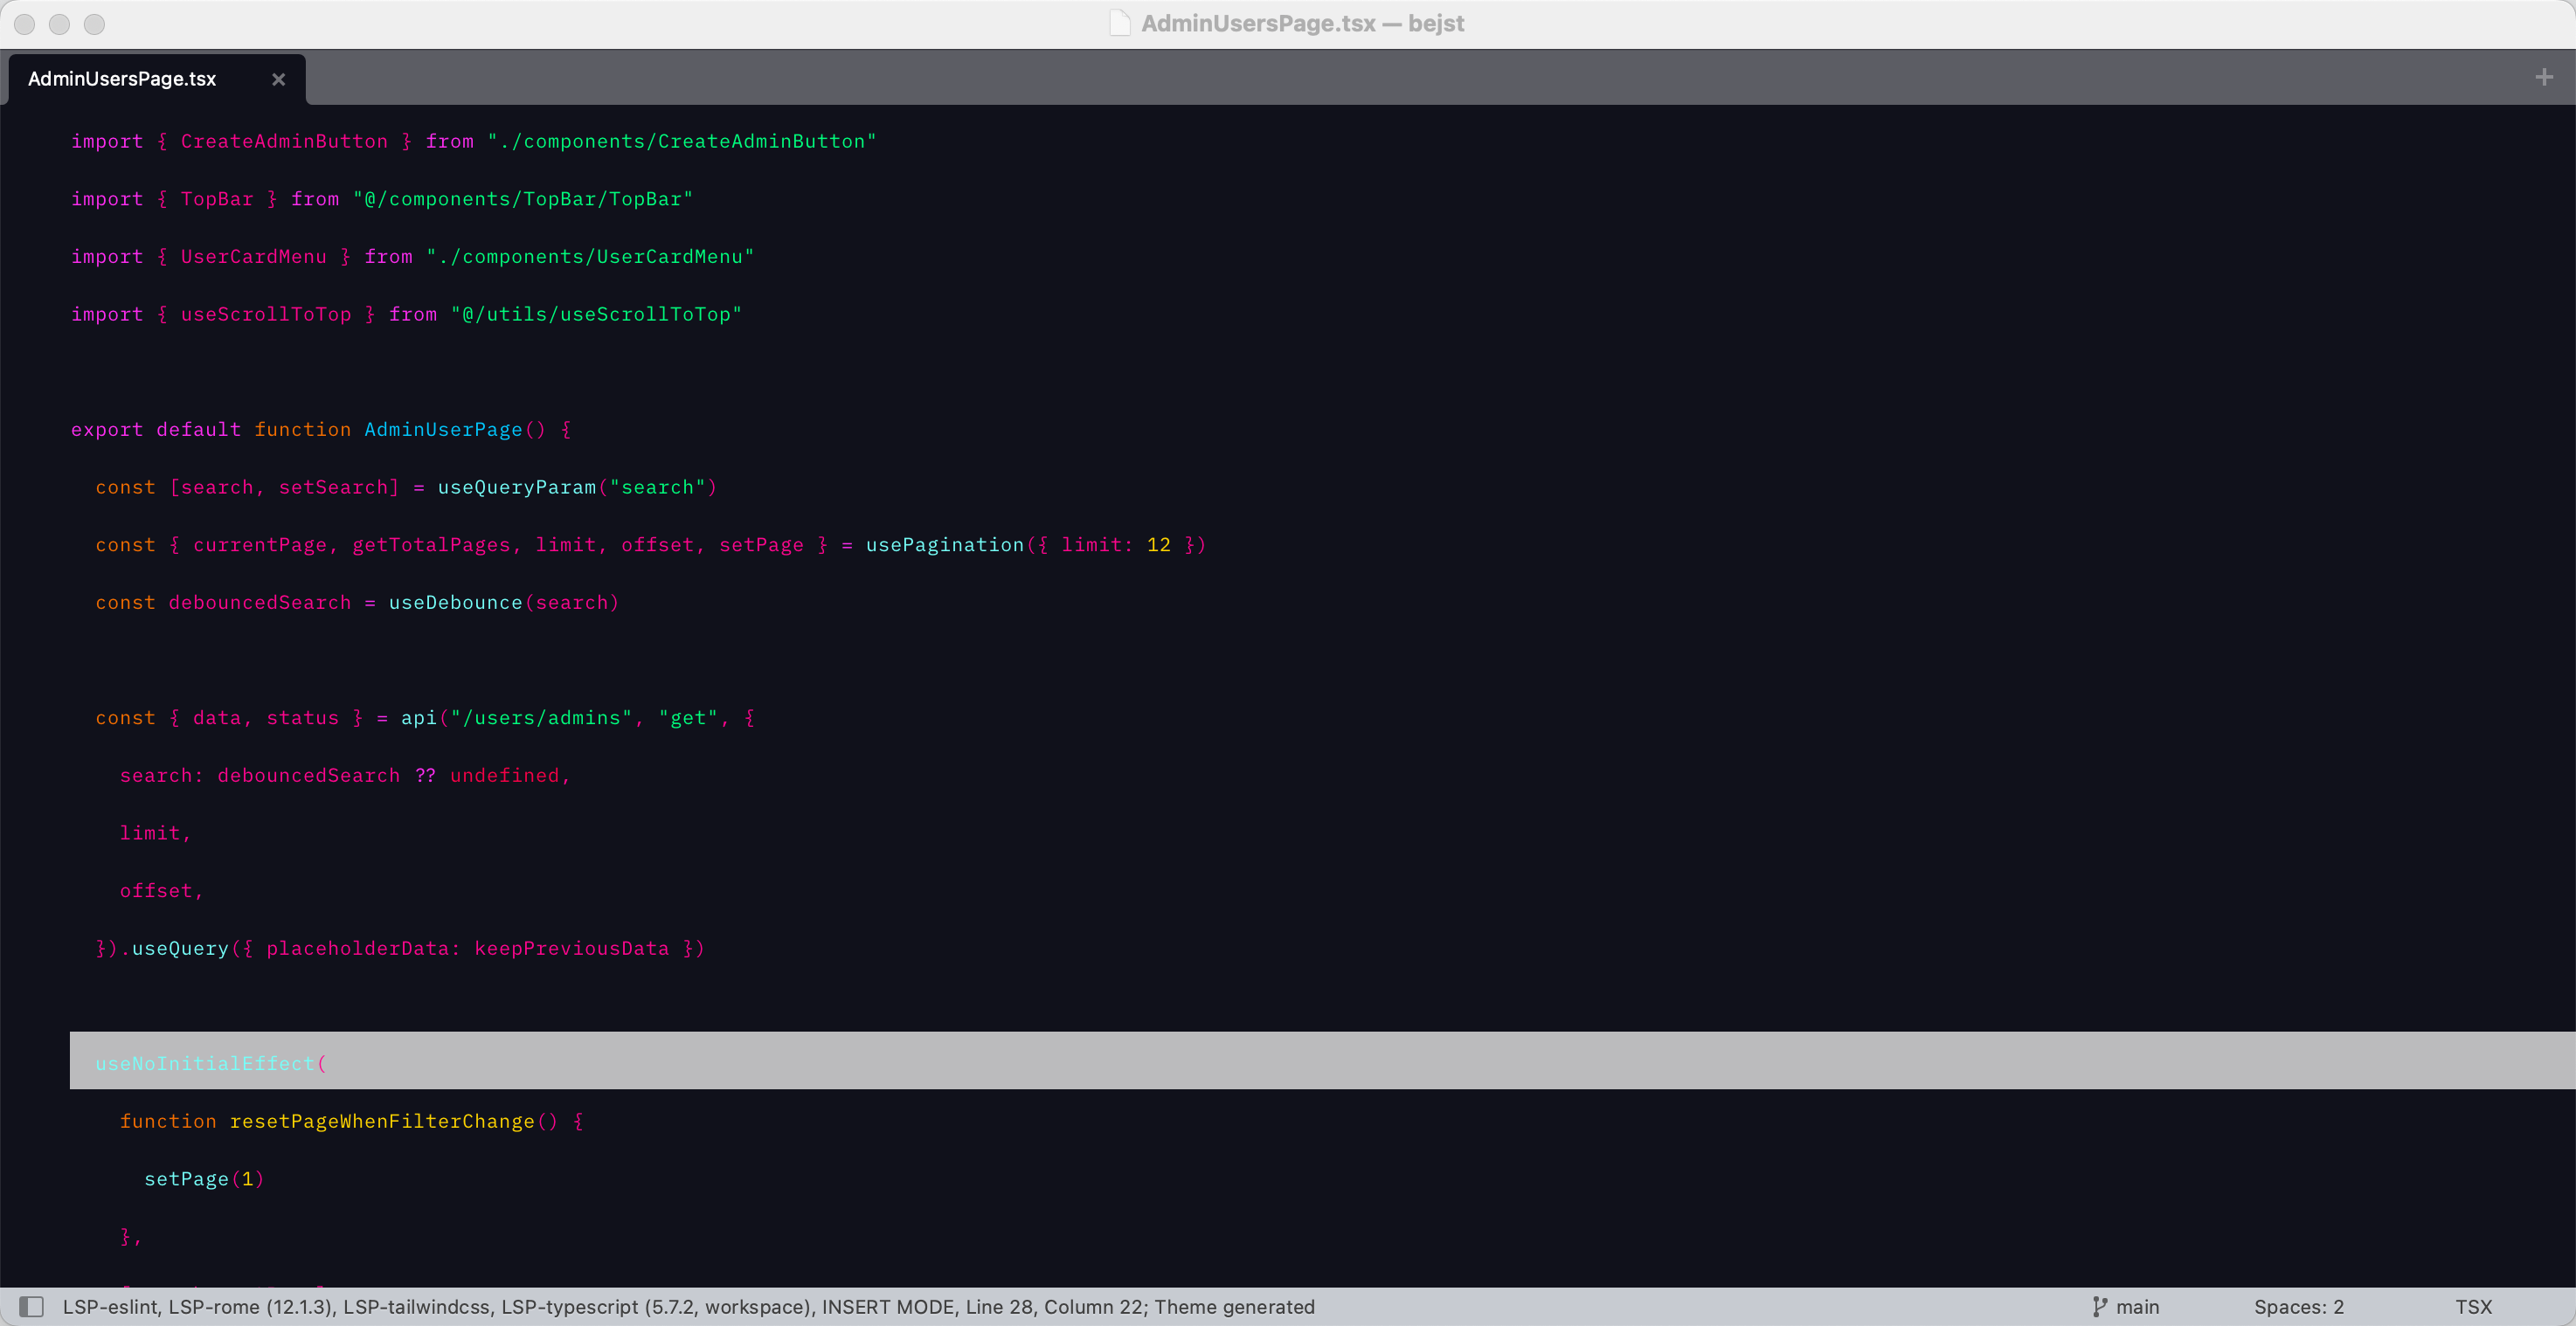 AdminUsersPage.tsx — bejst
AdminUsersPage.tsx
import { CreateAdminButton } from "./components/CreateAdminButton"
import { TopBar } from "@/components/TopBar/TopBar"
import { UserCardMenu } from "./components/UserCardMenu"
import { useScrollToTop } from "@/utils/useScrollToTop"
export default function AdminUserPage() {
const [search, setSearch] = useQueryParam("search")
const { currentPage, getTotalPages, limit, offset, setPage } = usePagination({ limit: 12 })
const debouncedSearch = useDebounce(search)
const { data, status } = api("/users/admins", "get", {
search: debouncedSearch ?? undefined,
limit,
offset,
}).useQuery({ placeholderData: keepPreviousData })
useNoInitialEffect(
function resetPageWhenFilterChange() {
setPage(1)
},
LSP-eslint, LSP-rome (12.1.3), LSP-tailwindcss, LSP-typescript (5.7.2, workspace), INSERT MODE, Line 28, Column 22; Theme generated
main
Spaces: 2
TSX